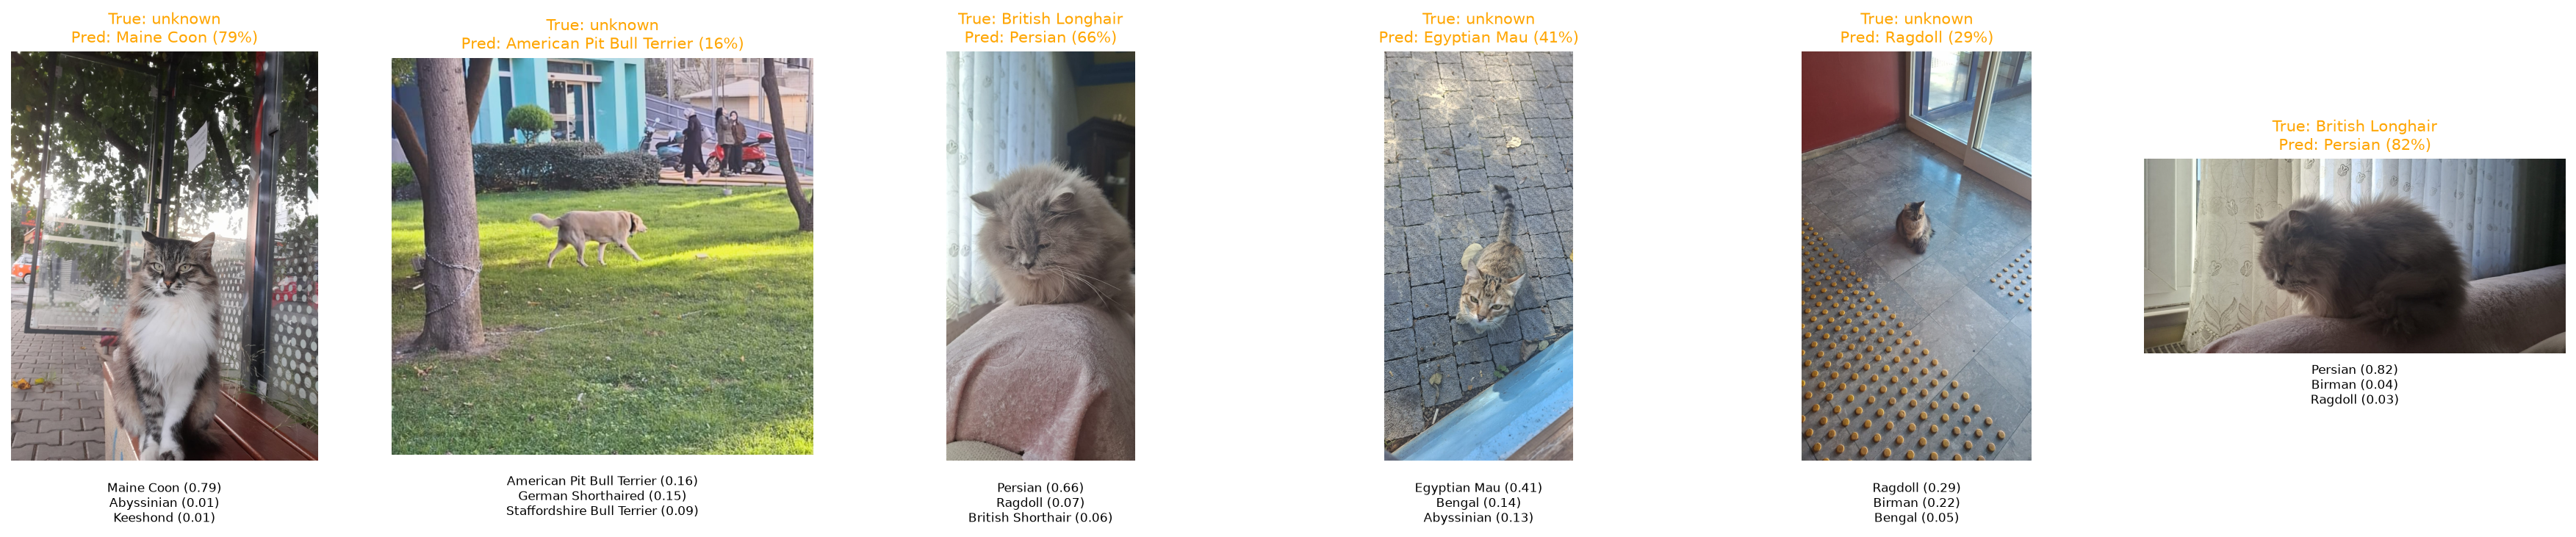 True: unknown
Pred: Maine Coon (79%)
Maine Coon (0.79)
Abyssinian (0.01)
Keeshond (0.01)
True: unknown
Pred: American Pit Bull Terrier (16%)
American Pit Bull Terrier (0.16)
German Shorthaired (0.15)
Staffordshire Bull Terrier (0.09)
True: British Longhair
Pred: Persian (66%)
Persian (0.66)
Ragdoll (0.07)
British Shorthair (0.06)
True: unknown
Pred: Egyptian Mau (41%)
Egyptian Mau (0.41)
Bengal (0.14)
Abyssinian (0.13)
True: unknown
Pred: Ragdoll (29%)
Ragdoll (0.29)
Birman (0.22)
Bengal (0.05)
True: British Longhair
Pred: Persian (82%)
Persian (0.82)
Birman (0.04)
Ragdoll (0.03)